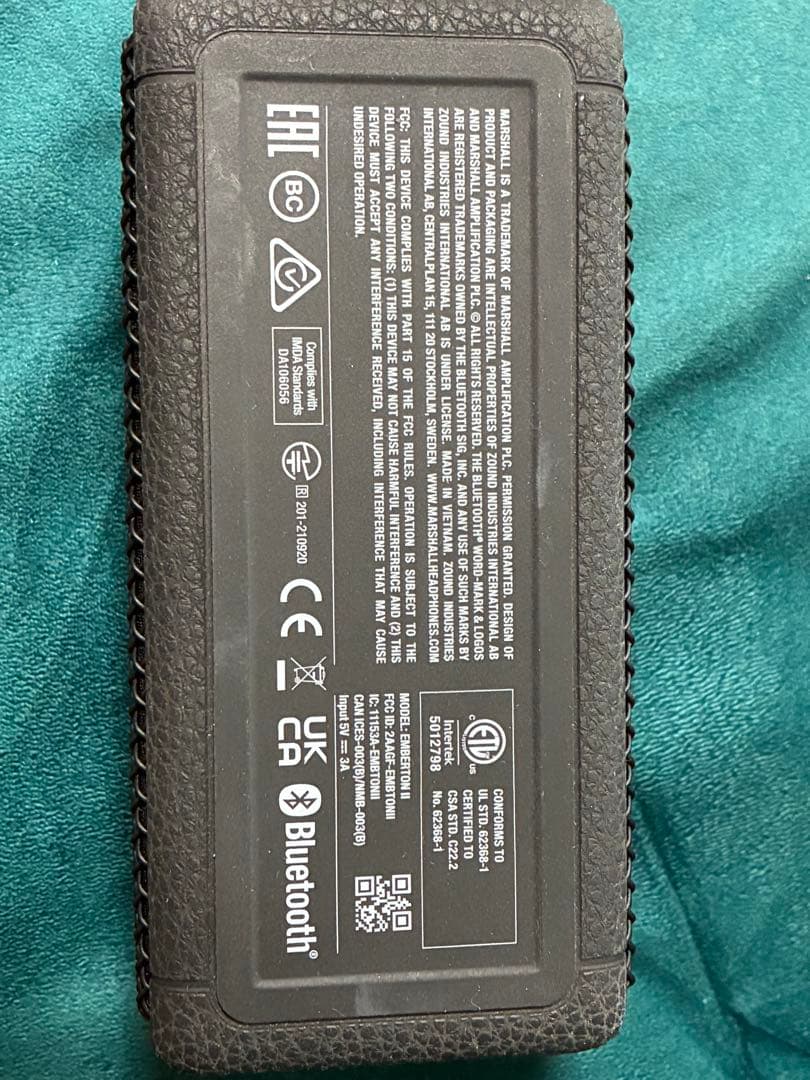 MARSHALL IS A TRADEMARK OF MARSHALL AMPLIFICATION PLC. PERMISSION GRANTED. DESIGN OF
PRODUCT AND PACKAGING ARE INTELLECTUAL PROPERTIES OF ZOUND INDUSTRIES INTERNATIONAL AB
AND MARSHALL AMPLIFICATION PLC. © ALL RIGHTS RESERVED. THE BLUETOOTH® WORD-MARK & LOGOS
ARE REGISTERED TRADEMARKS OWNED BY THE BLUETOOTH SIG, INC. AND ANY USE OF SUCH MARKS BY
ZOUND INDUSTRIES INTERNATIONAL AB IS UNDER LICENSE. MADE IN VIETNAM. ZOUND INDUSTRIES
INTERNATIONAL AB, CENTRALPLAN 15, 111 20 STOCKHOLM, SWEDEN. WWW.MARSHALLHEADPHONES.COM
FCC: THIS DEVICE COMPLIES WITH PART 15 OF THE FCC RULES. OPERATION IS SUBJECT TO THE
FOLLOWING TWO CONDITIONS: (1) THIS DEVICE MAY NOT CAUSE HARMFUL INTERFERENCE AND (2) THIS
DEVICE MUST ACCEPT ANY INTERFERENCE RECEIVED, INCLUDING INTERFERENCE THAT MAY CAUSE
UNDESIRED OPERATION.
EAC
BC
Complies with
IMDA Standards
DA106056
R 201-210920
CE
UK
CA
Bluetooth®
c ETL us
Intertek
5012798
CONFORMS TO
UL STD. 62368-1
CERTIFIED TO
CSA STD. C22.2
No. 62368-1
MODEL: EMBERTON II
FCC ID: 2AAGF-EMBTONII
IC: 11153A-EMBTONII
CAN ICES-003(B)/NMB-003(B)
Input 5V ⎓ 3A